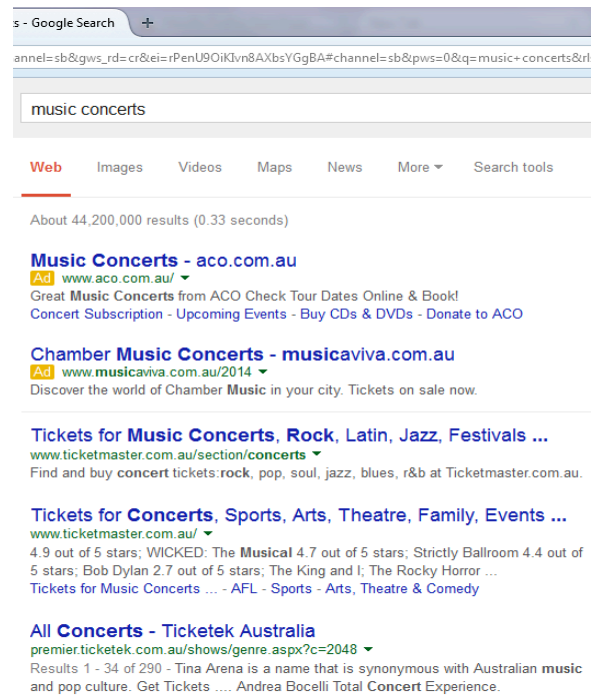 s - Google Search
annel=sb&gws_rd=cr&ei=rPenU9OiKIvn8AXbsYGgBA#channel=sb&pws=0&q=music+concerts&rl
music concerts
Web Images Videos Maps News More Search tools
About 44,200,000 results (0.33 seconds)
Music Concerts - aco.com.au
Ad www.aco.com.au/
Great Music Concerts from ACO Check Tour Dates Online & Book!
Concert Subscription - Upcoming Events - Buy CDs & DVDs - Donate to ACO
Chamber Music Concerts - musicaviva.com.au
Ad www.musicaviva.com.au/2014
Discover the world of Chamber Music in your city. Tickets on sale now.
Tickets for Music Concerts, Rock, Latin, Jazz, Festivals ...
www.ticketmaster.com.au/section/concerts
Find and buy concert tickets:rock, pop, soul, jazz, blues, r&b at Ticketmaster.com.au.
Tickets for Concerts, Sports, Arts, Theatre, Family, Events ...
www.ticketmaster.com.au/
4.9 out of 5 stars; WICKED: The Musical 4.7 out of 5 stars; Strictly Ballroom 4.4 out of
5 stars; Bob Dylan 2.7 out of 5 stars; The King and I; The Rocky Horror ...
Tickets for Music Concerts ... - AFL - Sports - Arts, Theatre & Comedy
All Concerts - Ticketek Australia
premier.ticketek.com.au/shows/genre.aspx?c=2048
Results 1 - 34 of 290 - Tina Arena is a name that is synonymous with Australian music
and pop culture. Get Tickets .... Andrea Bocelli Total Concert Experience.